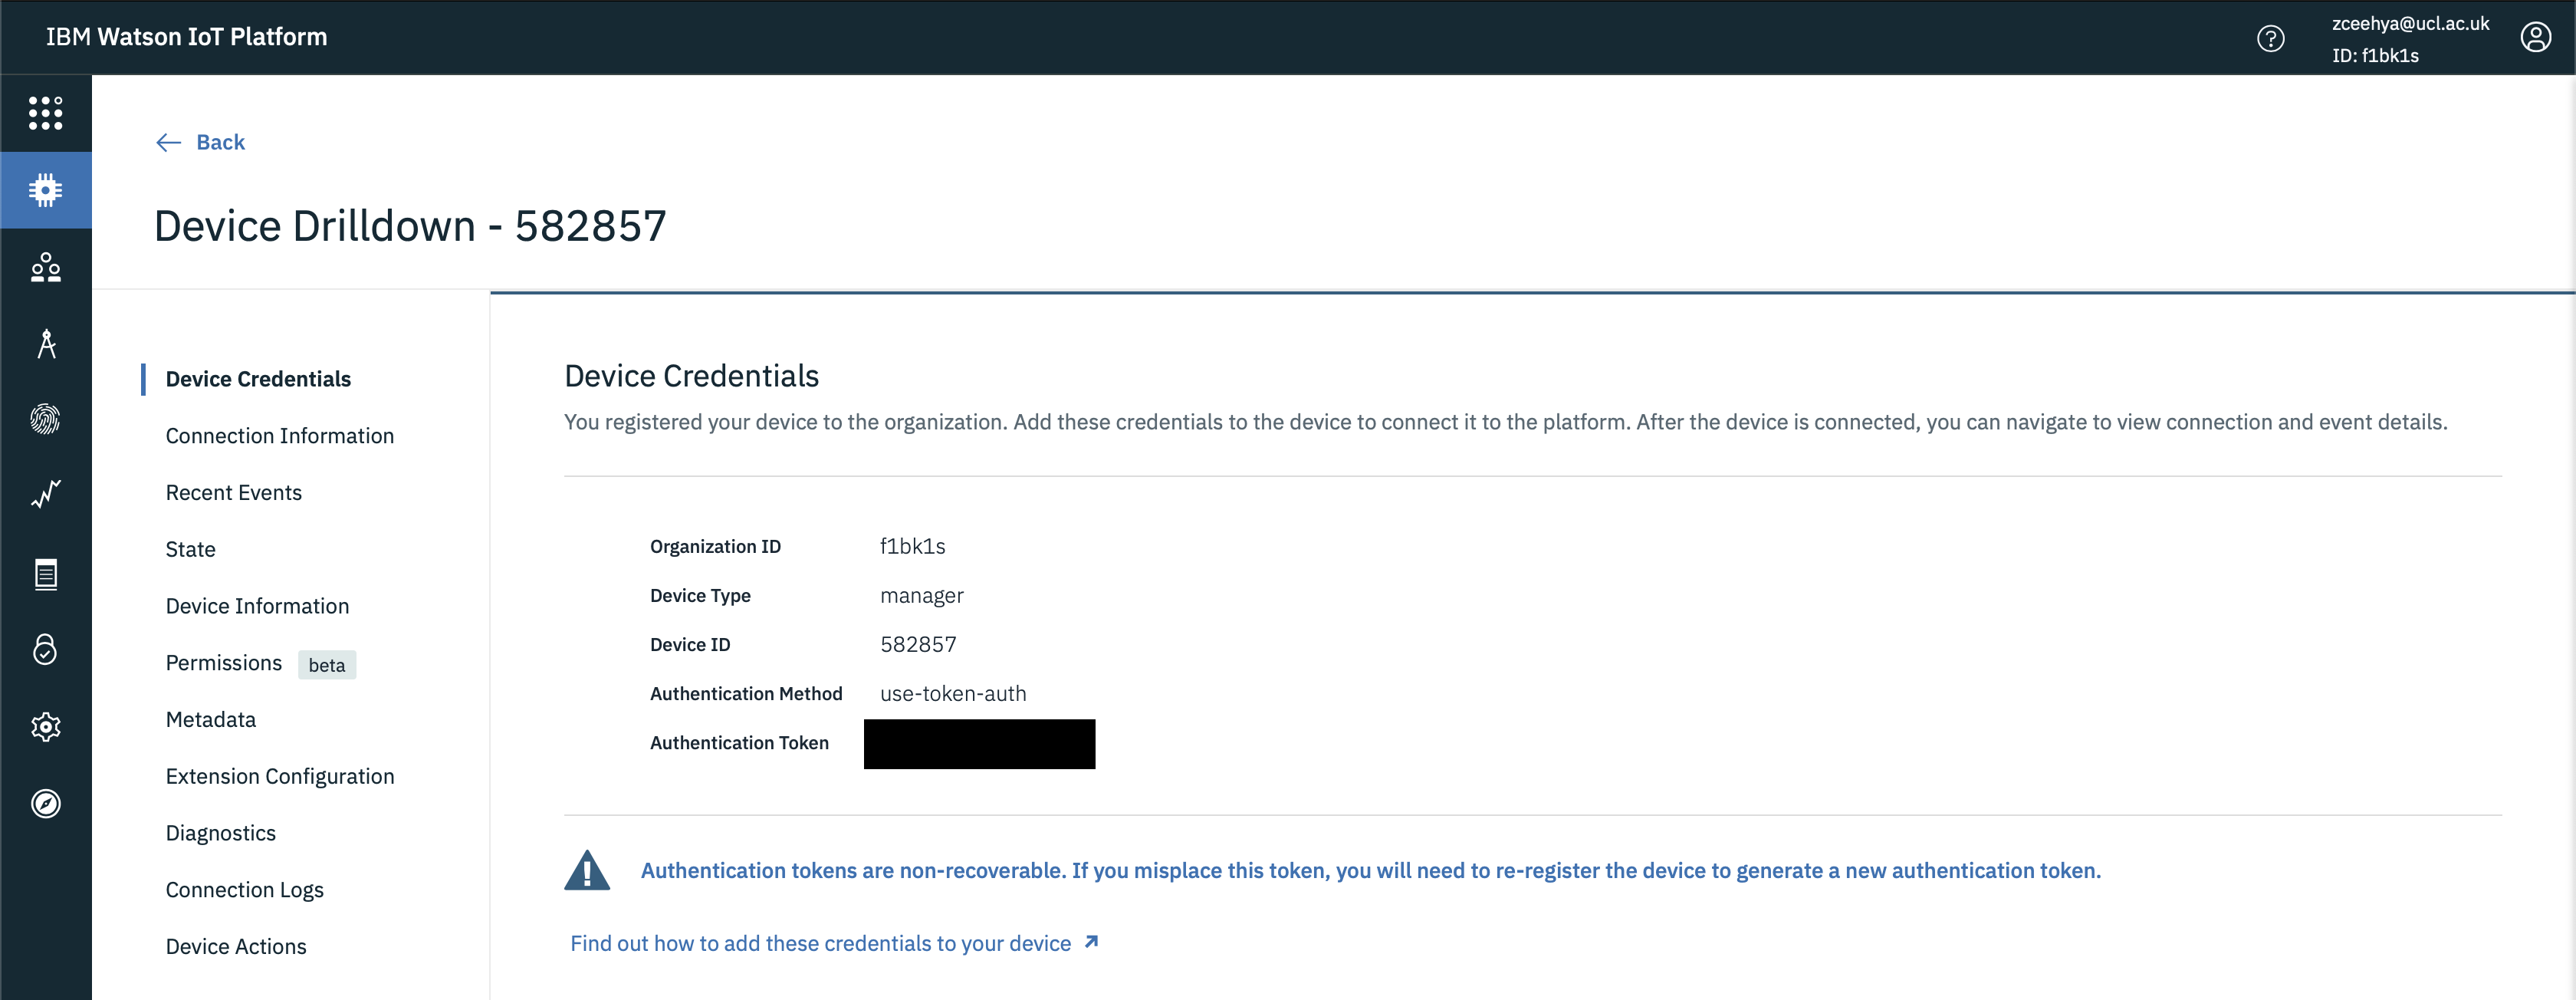 IBM Watson IoT Platform
zceehya@ucl.ac.uk
ID: f1bk1s
Back
Device Drilldown - 582857
Device Credentials
Connection Information
Recent Events
State
Device Information
Permissions beta
Metadata
Extension Configuration
Diagnostics
Connection Logs
Device Actions
Device Credentials
You registered your device to the organization. Add these credentials to the device to connect it to the platform. After the device is connected, you can navigate to view connection and event details.
Organization ID f1bk1s
Device Type manager
Device ID 582857
Authentication Method use-token-auth
Authentication Token
Authentication tokens are non-recoverable. If you misplace this token, you will need to re-register the device to generate a new authentication token.
Find out how to add these credentials to your device